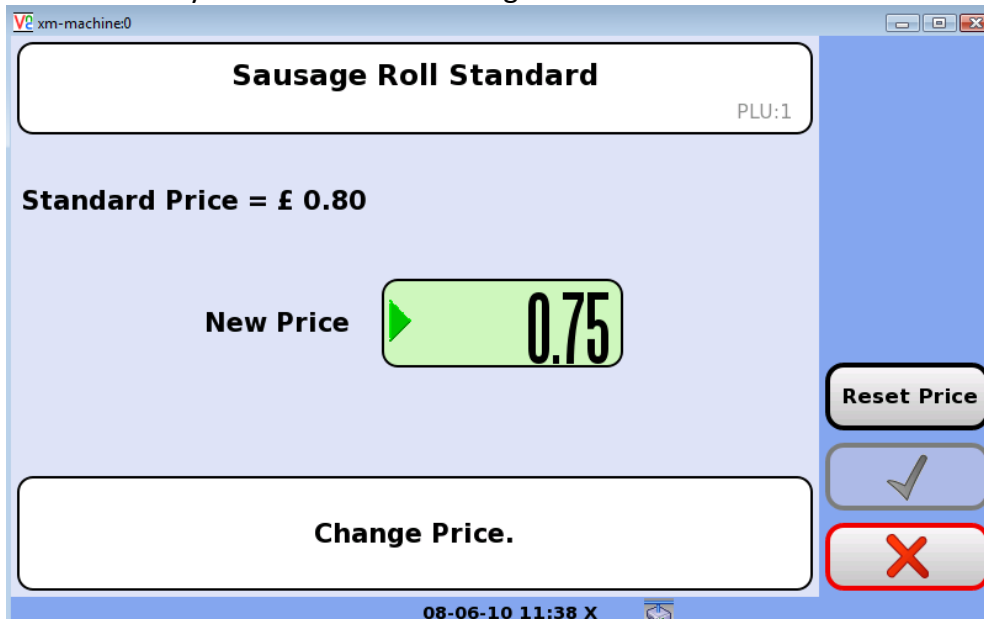 V2 xm-machine:0
Sausage Roll Standard
PLU:1
Standard Price = £ 0.80
New Price 0.75
Reset Price
Change Price.
08-06-10 11:38 X